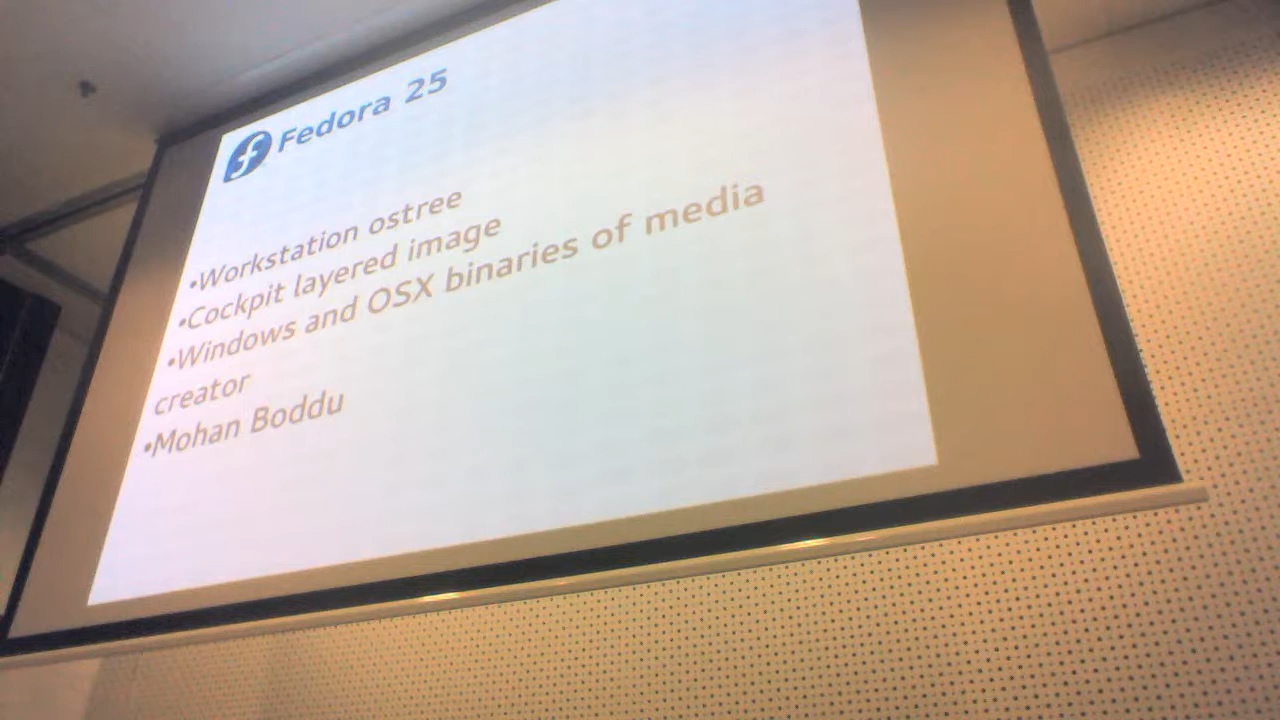 Fedora 25
•Workstation ostree
•Cockpit layered image
•Windows and OSX binaries of media
creator
•Mohan Boddu